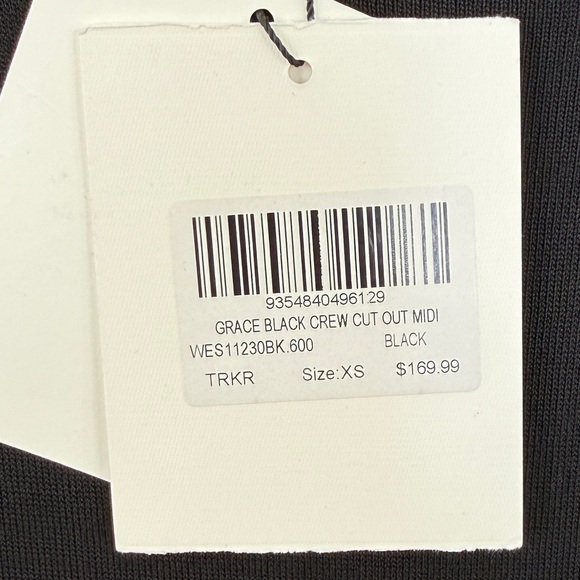 9354840496129
GRACE BLACK CREW CUT OUT MIDI
WES11230BK.600 BLACK
TRKR Size:XS $169.99